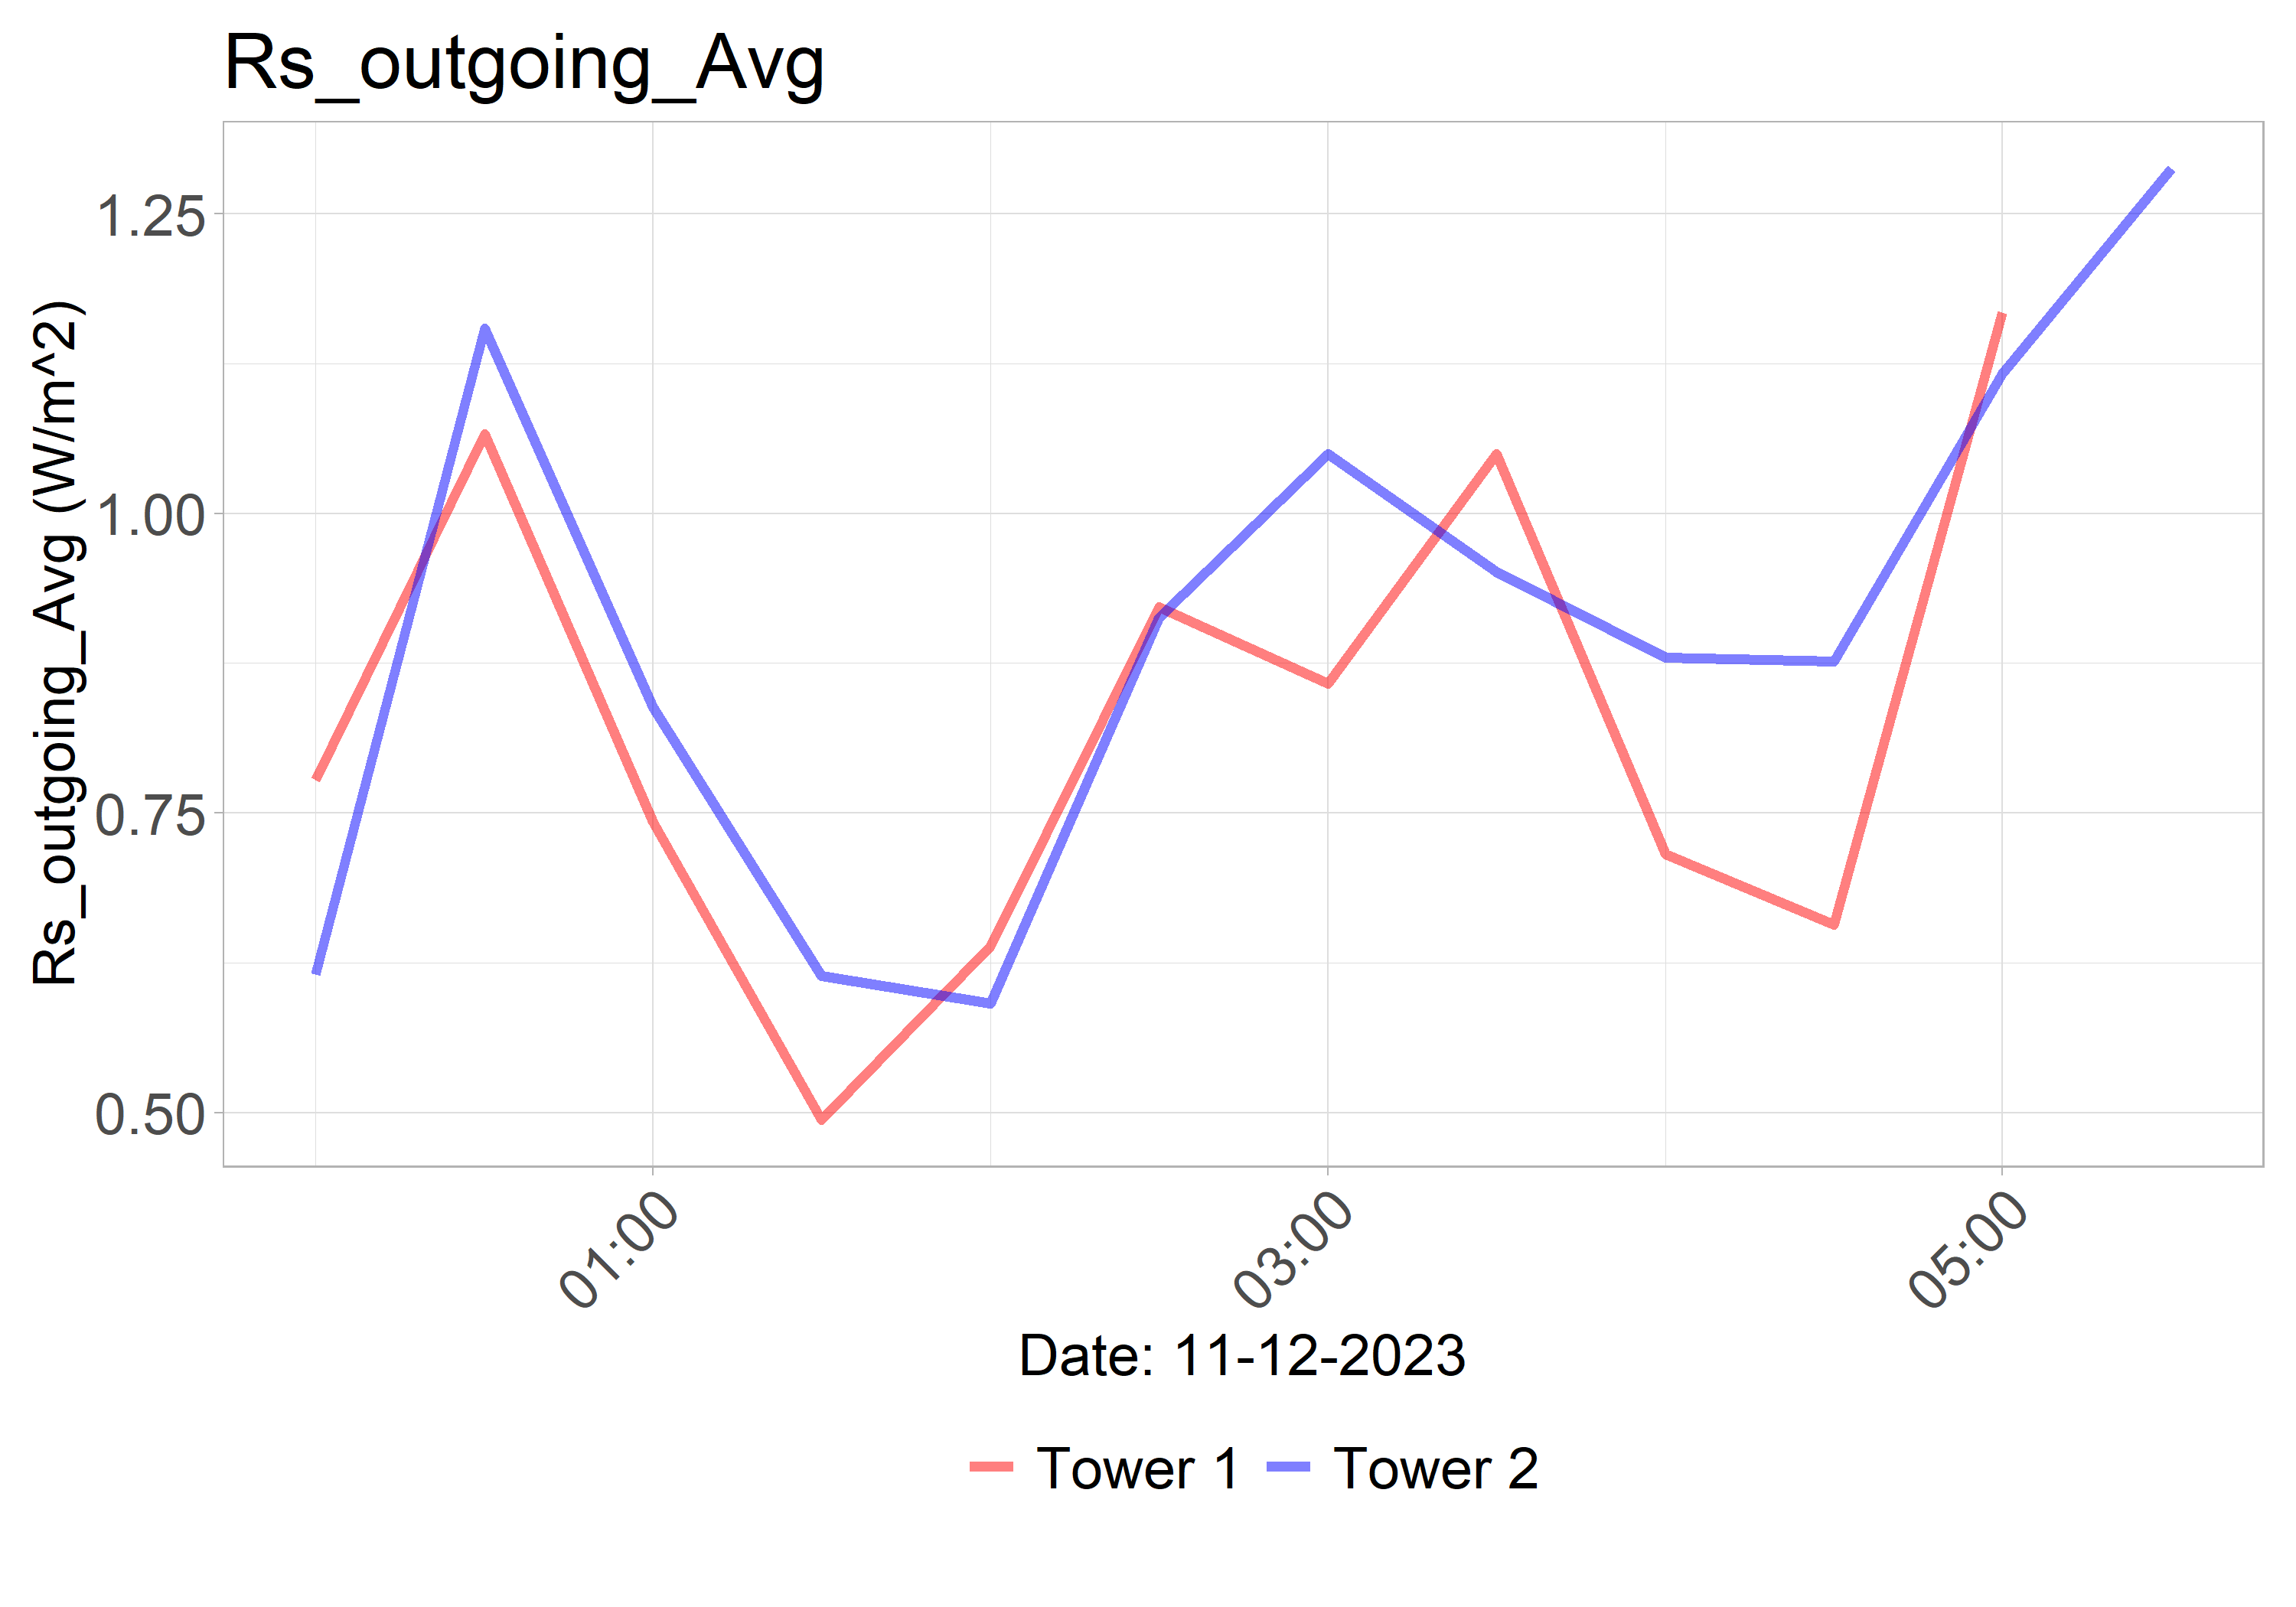 Rs_outgoing_Avg
Rs_outgoing_Avg (W/m^2)
1.25
1.00
0.75
0.50
01:00
03:00
05:00
Date: 11-12-2023
Tower 1
Tower 2